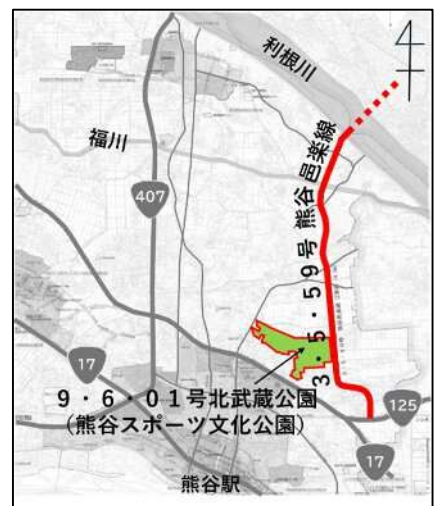 利根川
福川
407
3・5・59号 熊谷邑楽線
17
9・6・01号北武蔵公園
(熊谷スポーツ文化公園)
125
17
熊谷駅